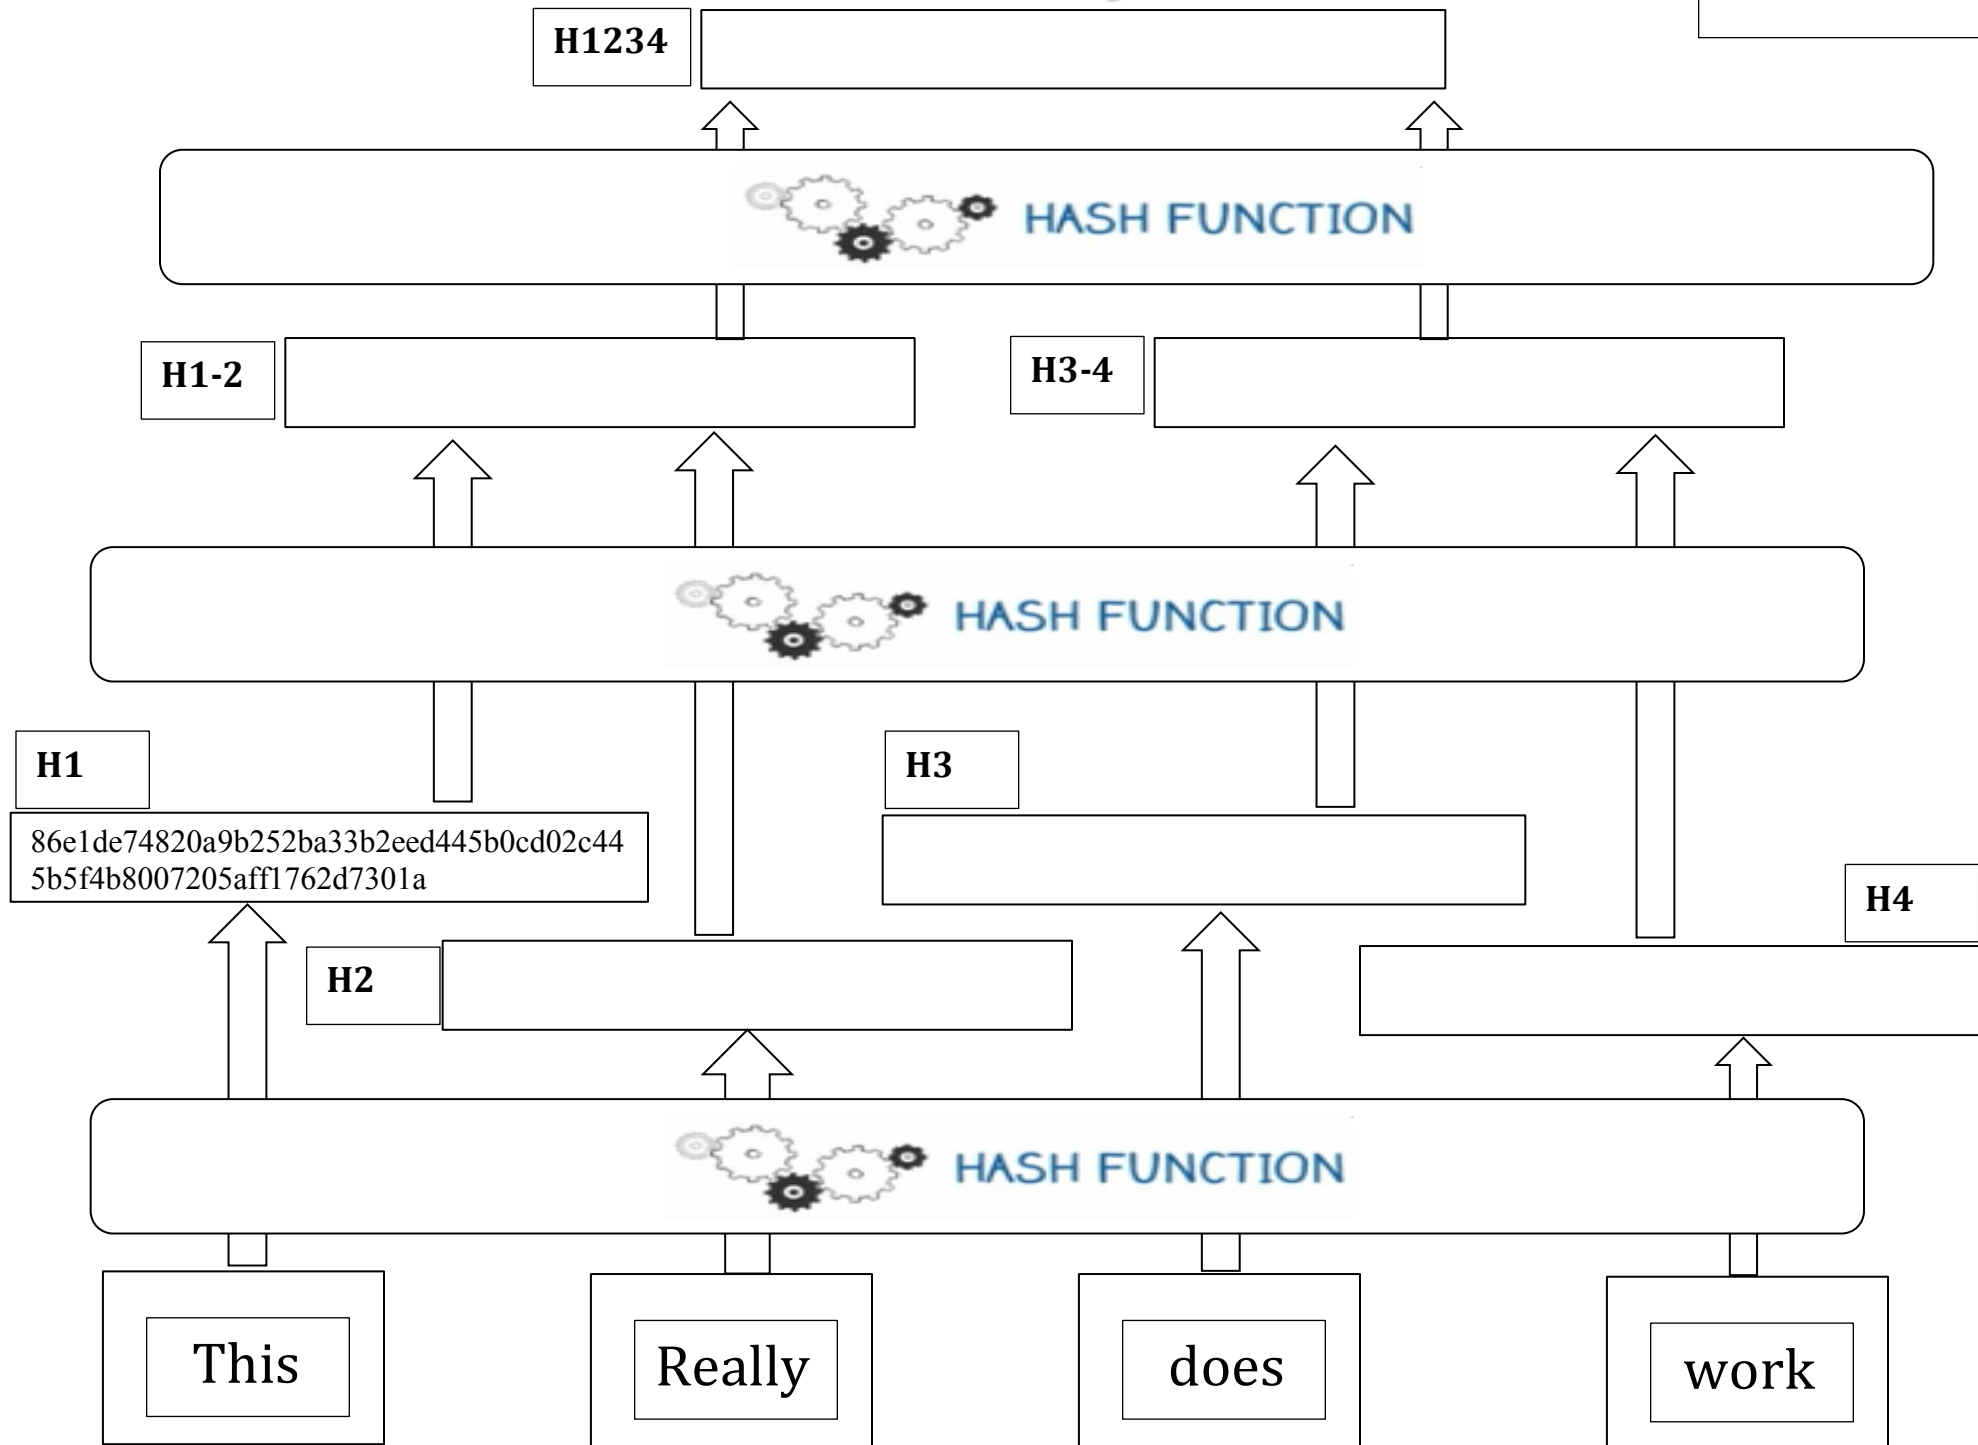 H1234
HASH FUNCTION
H1-2
H3-4
HASH FUNCTION
H1
H3
86e1de74820a9b252ba33b2eed445b0cd02c44
5b5f4b8007205aff1762d7301a
H4
H2
HASH FUNCTION
This
Really
does
work